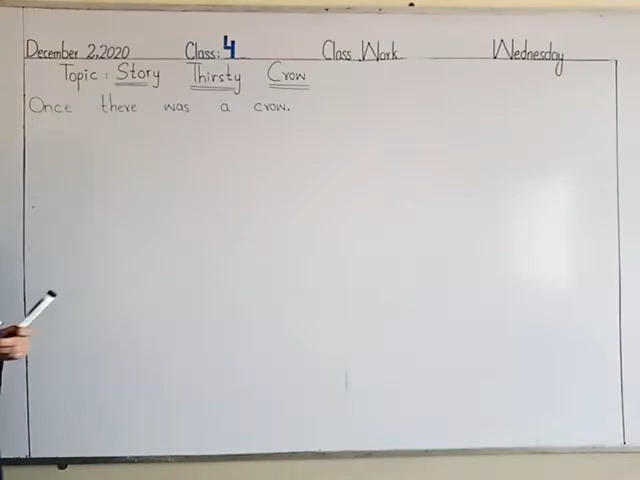 December 2, 2020 Class: 4 Class Work Wednesday
Topic : Story Thirsty Crow
Once there was a crow.